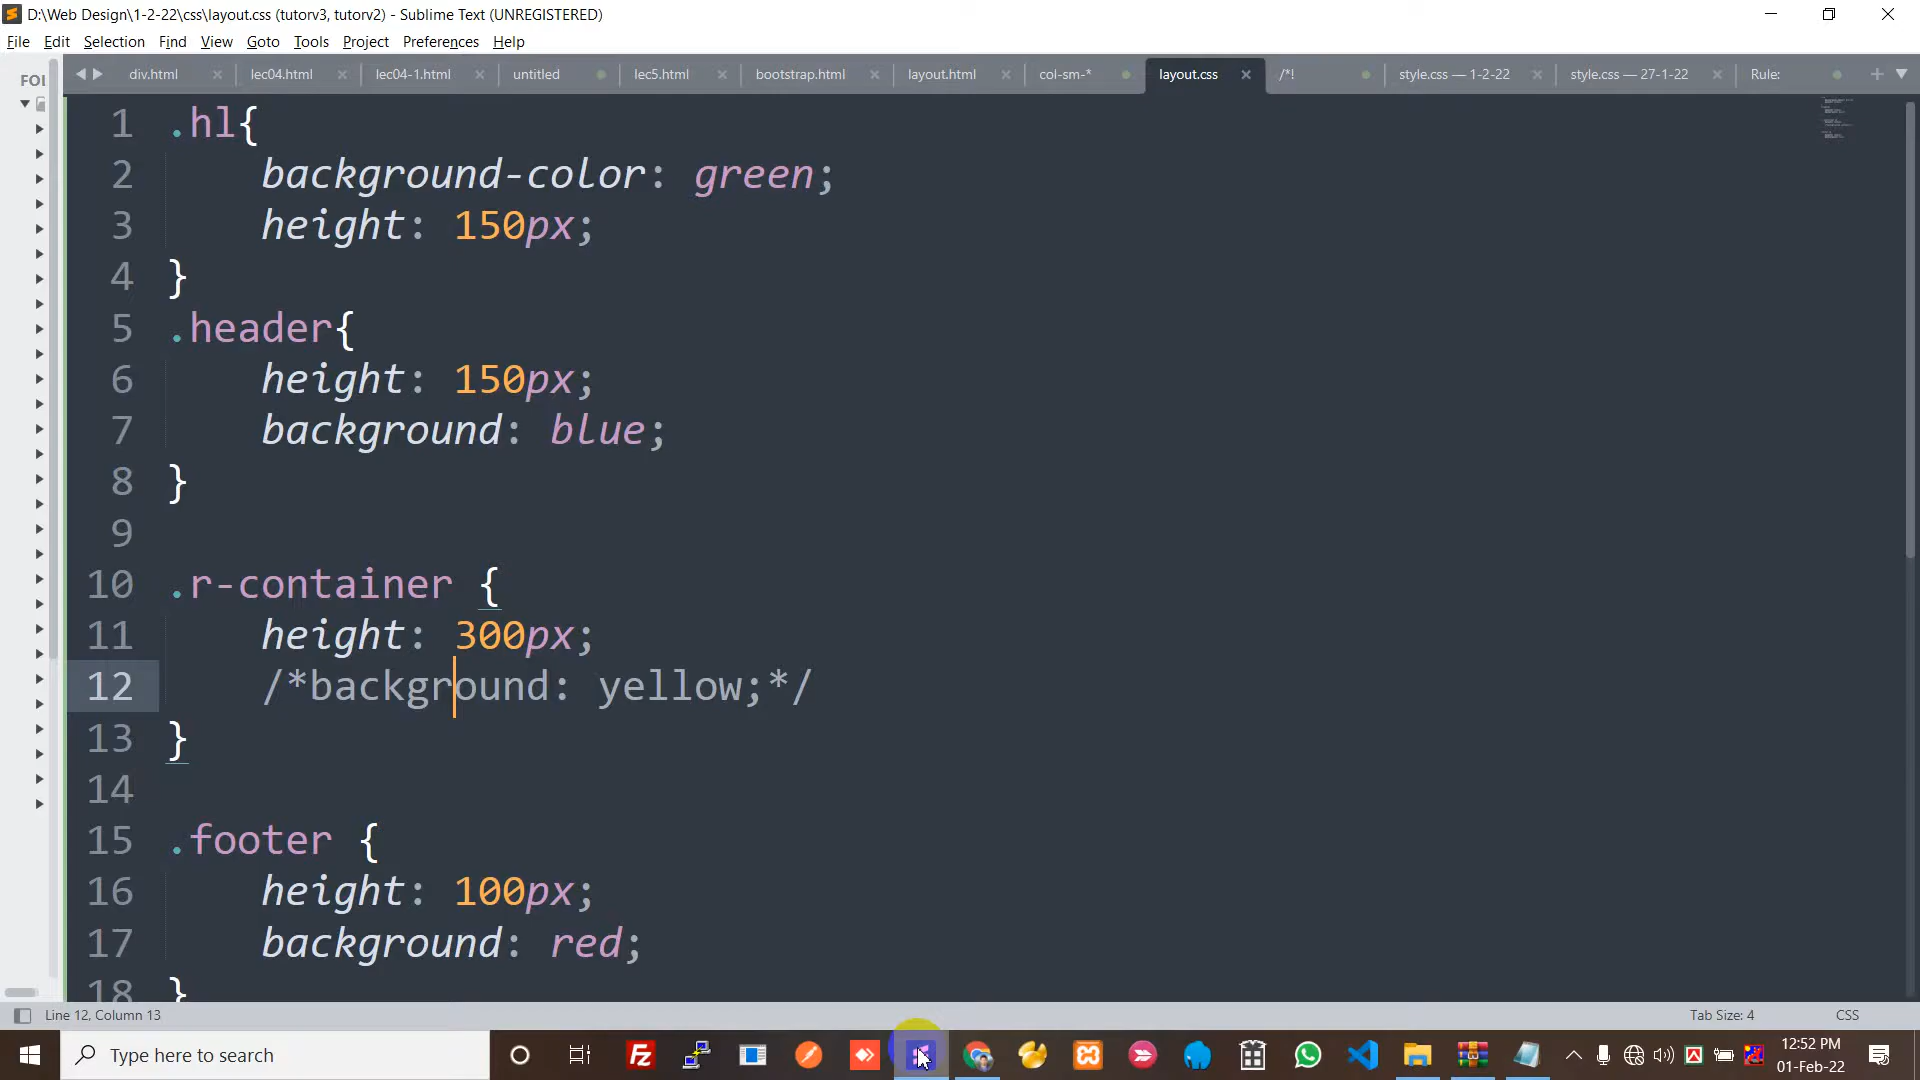 D:\Web Design\1-2-22\css\layout.css (tutorv3, tutorv2) - Sublime Text (UNREGISTERED)
File Edit Selection Find View Goto Tools Project Preferences Help
FOL
div.html lec04.html lec04-1.html untitled lec5.html bootstrap.html layout.html col-sm-* layout.css /*! style.css — 1-2-22 style.css — 27-1-22 Rule:
1 .hl{
2 background-color: green;
3 height: 150px;
4 }
5 .header{
6 height: 150px;
7 background: blue;
8 }
9
10 .r-container {
11 height: 300px;
12 /*background: yellow;*/
13 }
14
15 .footer {
16 height: 100px;
17 background: red;
18 }
Line 12, Column 13 Tab Size: 4 CSS
Type here to search
12:52 PM
01-Feb-22